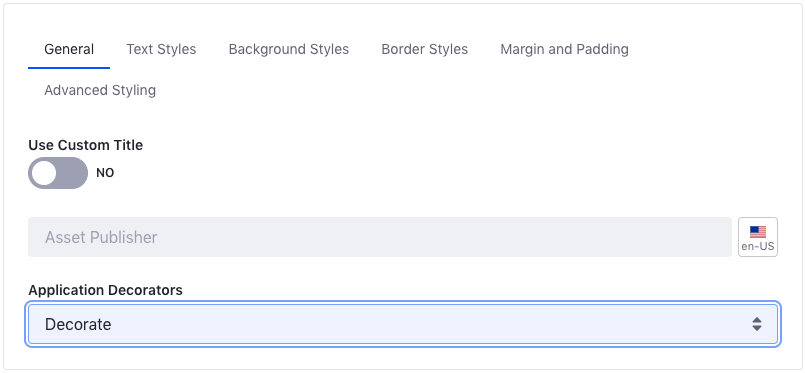 General Text Styles Background Styles Border Styles Margin and Padding
Advanced Styling
Use Custom Title
NO
Asset Publisher
en-US
Application Decorators
Decorate